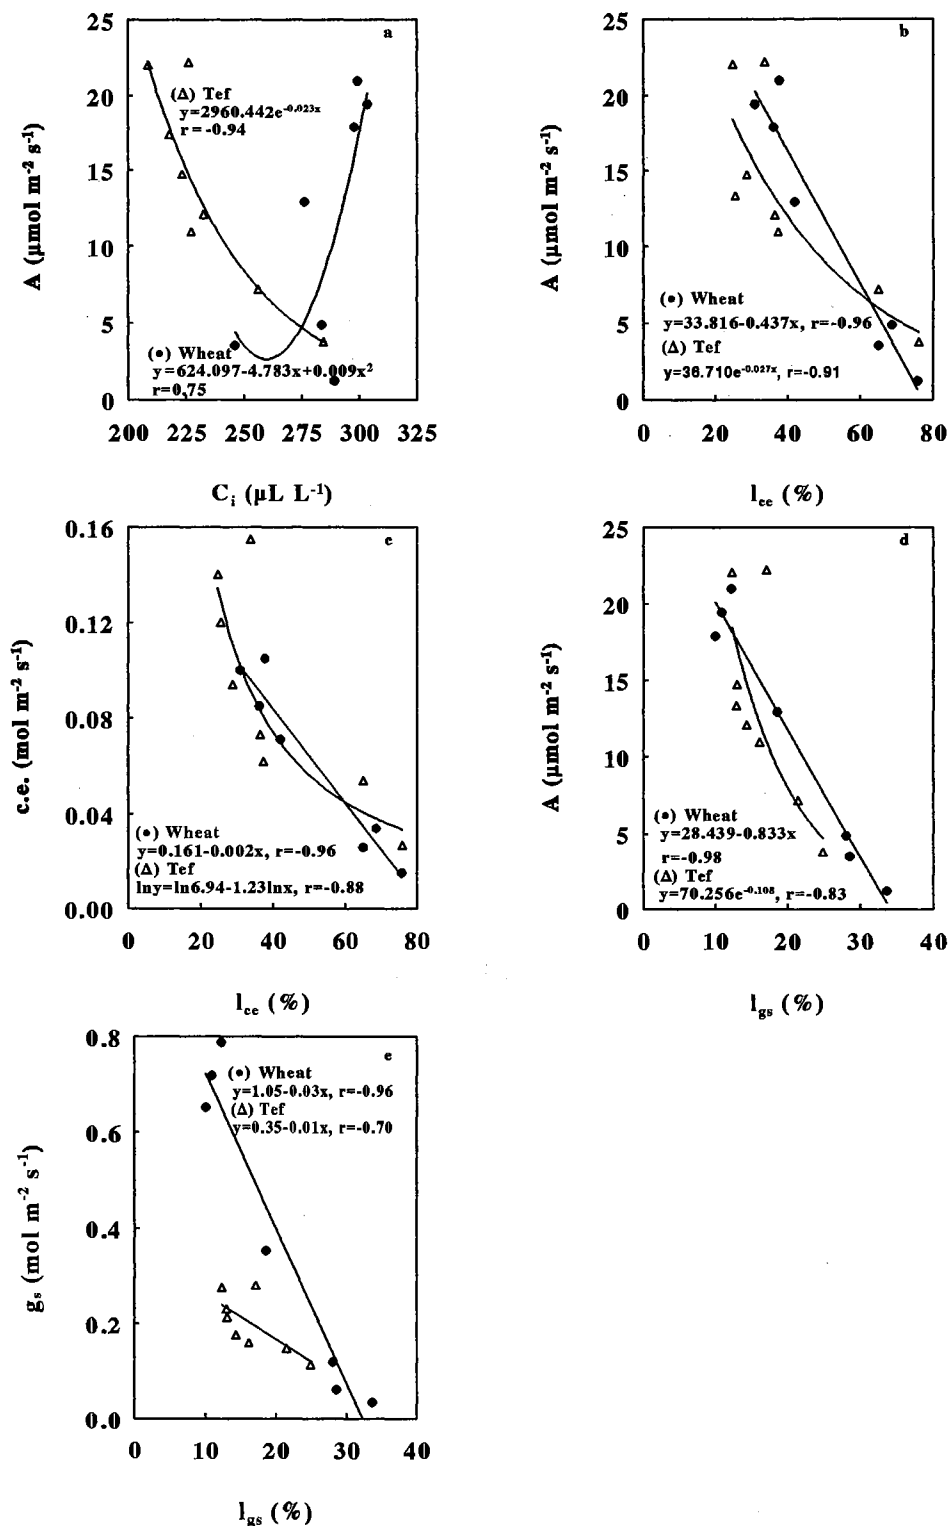 25
20
15
10
5
0
A (µmol m⁻² s⁻¹)
a
(Δ) Tef
y=2960.442e⁻⁰·⁰²³ˣ
r=-0.94
(•) Wheat
y=624.097-4.783x+0.009x²
r=0,75
200 225 250 275 300 325
Cᵢ (µL L⁻¹)
25
20
15
10
5
0
A (µmol m⁻² s⁻¹)
b
(•) Wheat
y=33.816-0.437x, r=-0.96
(Δ) Tef
y=36.710e⁻⁰·⁰²⁷ˣ, r=-0.91
0 20 40 60 80
l_ce (%)
0.16
0.12
0.08
0.04
0.00
c.e. (mol m⁻² s⁻¹)
c
(•) Wheat
y=0.161-0.002x, r=-0.96
(Δ) Tef
lny=ln6.94-1.23lnx, r=-0.88
0 20 40 60 80
l_ce (%)
25
20
15
10
5
0
A (µmol m⁻² s⁻¹)
d
(•) Wheat
y=28.439-0.833x
r=-0.98
(Δ) Tef
y=70.256e⁻⁰·¹⁰⁸, r=-0.83
0 10 20 30 40
l_gs (%)
0.8
0.6
0.4
0.2
0.0
g_s (mol m⁻² s⁻¹)
e
(•) Wheat
y=1.05-0.03x, r=-0.96
(Δ) Tef
y=0.35-0.01x, r=-0.70
0 10 20 30 40
l_gs (%)